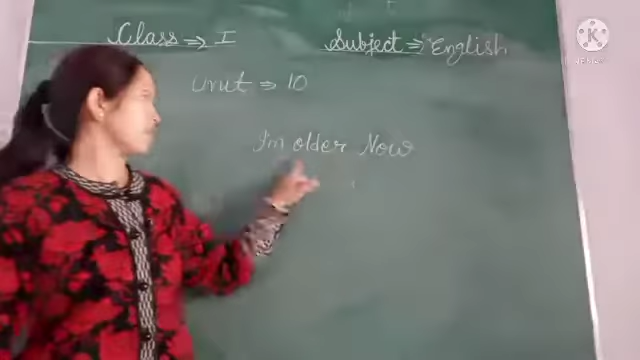 Class ⇒ I
Subject ⇒ English
Unit ⇒ 10
I'm older Now